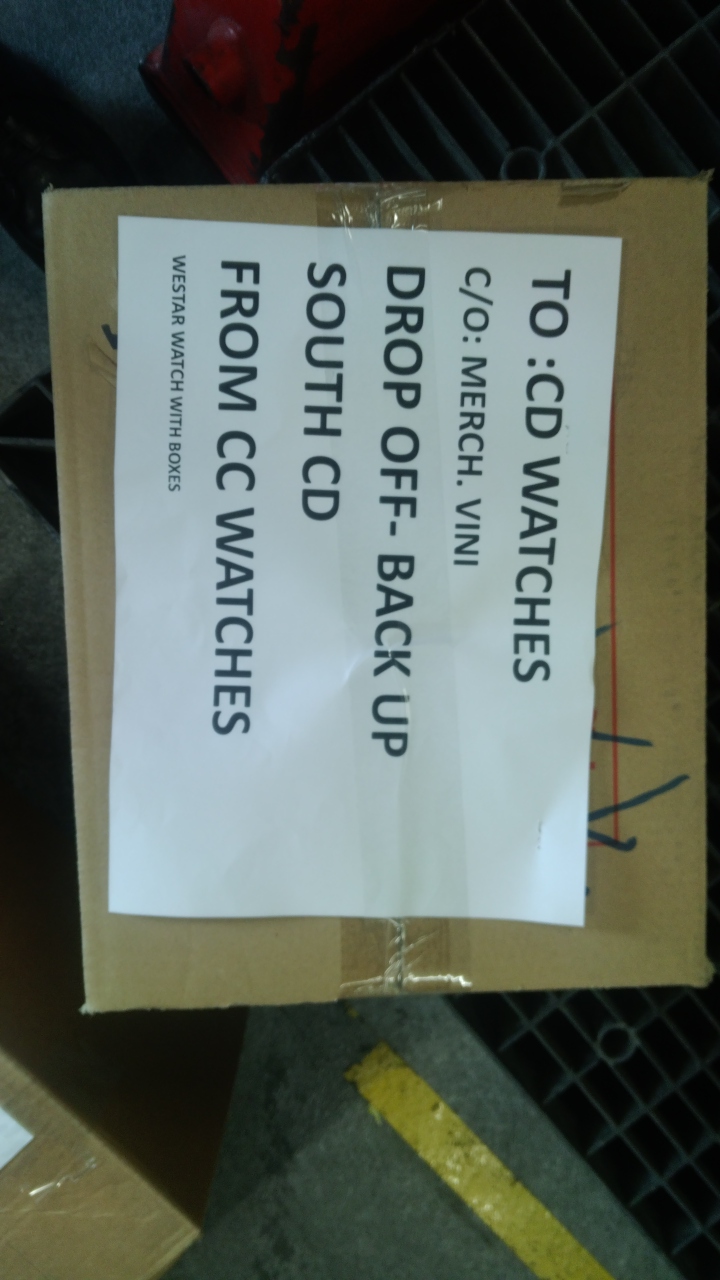 TO :CD WATCHES
C/O: MERCH. VINI
DROP OFF- BACK UP
SOUTH CD
FROM CC WATCHES
WESTAR WATCH WITH BOXES